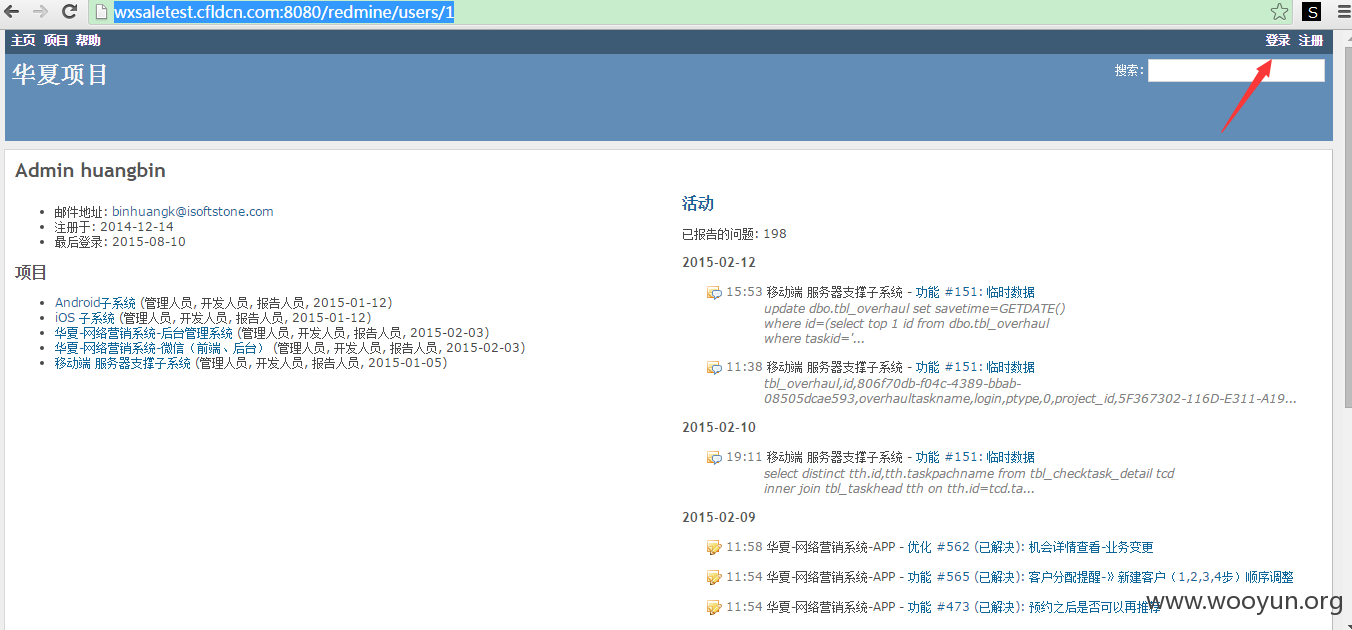 wxsaletest.cfldcn.com:8080/redmine/users/1
S
主页 项目 帮助
登录 注册
华夏项目
搜索:
Admin huangbin
邮件地址: binhuangk@isoftstone.com
注册于: 2014-12-14
最后登录: 2015-08-10
项目
Android子系统 (管理人员, 开发人员, 报告人员, 2015-01-12)
iOS 子系统 (管理人员, 开发人员, 报告人员, 2015-01-12)
华夏-网络营销系统-后台管理系统 (管理人员, 开发人员, 报告人员, 2015-02-03)
华夏-网络营销系统-微信（前端、后台） (管理人员, 开发人员, 报告人员, 2015-02-03)
移动端 服务器支撑子系统 (管理人员, 开发人员, 报告人员, 2015-01-05)
活动
已报告的问题: 198
2015-02-12
15:53 移动端 服务器支撑子系统 - 功能 #151: 临时数据
update dbo.tbl_overhaul set savetime=GETDATE()
where id=(select top 1 id from dbo.tbl_overhaul
where taskid='...
11:38 移动端 服务器支撑子系统 - 功能 #151: 临时数据
tbl_overhaul,id,806f70db-f04c-4389-bbab-
08505dcae593,overhaultaskname,login,ptype,0,project_id,5F367302-116D-E311-A19...
2015-02-10
19:11 移动端 服务器支撑子系统 - 功能 #151: 临时数据
select distinct tth.id,tth.taskpachname from tbl_checktask_detail tcd
inner join tbl_taskhead tth on tth.id=tcd.ta...
2015-02-09
11:58 华夏-网络营销系统-APP - 优化 #562 (已解决): 机会详情查看-业务变更
11:54 华夏-网络营销系统-APP - 功能 #565 (已解决): 客户分配提醒-》新建客户（1,2,3,4步）顺序调整
11:54 华夏-网络营销系统-APP - 功能 #473 (已解决): 预约之后是否可以再推荐
www.wooyun.org